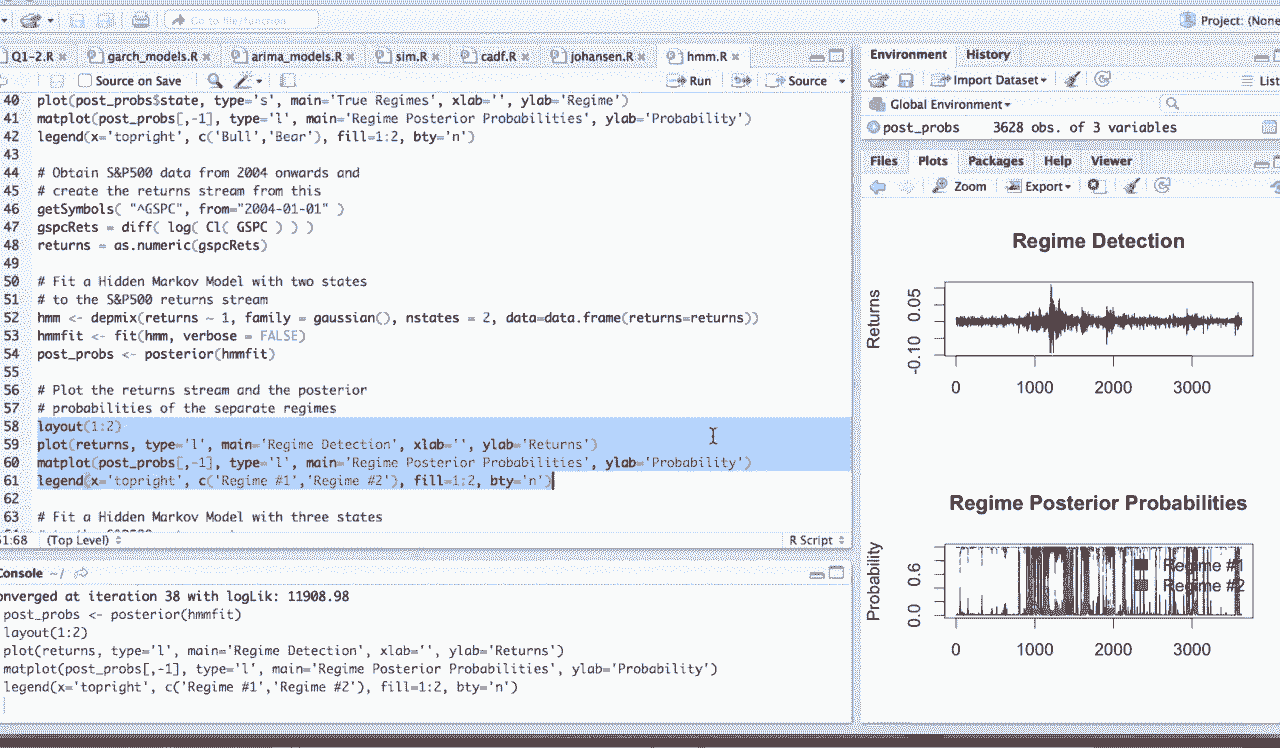 Go to file/function
Project: (None
Q1-2.R garch_models.R arima_models.R sim.R cadf.R johansen.R hmm.R
Source on Save Run Source
40 plot(post_probs$state, type='s', main='True Regimes', xlab='', ylab='Regime')
41 matplot(post_probs[,-1], type='l', main='Regime Posterior Probabilities', ylab='Probability')
42 legend(x='topright', c('Bull','Bear'), fill=1:2, bty='n')
43
44 # Obtain S&P500 data from 2004 onwards and
45 # create the returns stream from this
46 getSymbols( "^GSPC", from="2004-01-01" )
47 gspcRets = diff( log( Cl( GSPC ) ) )
48 returns = as.numeric(gspcRets)
49
50 # Fit a Hidden Markov Model with two states
51 # to the S&P500 returns stream
52 hmm <- depmix(returns ~ 1, family = gaussian(), nstates = 2, data=data.frame(returns=returns))
53 hmmfit <- fit(hmm, verbose = FALSE)
54 post_probs <- posterior(hmmfit)
55
56 # Plot the returns stream and the posterior
57 # probabilities of the separate regimes
58 layout(1:2)
59 plot(returns, type='l', main='Regime Detection', xlab='', ylab='Returns')
60 matplot(post_probs[,-1], type='l', main='Regime Posterior Probabilities', ylab='Probability')
61 legend(x='topright', c('Regime #1','Regime #2'), fill=1:2, bty='n')
62
63 # Fit a Hidden Markov Model with three states
51:68 (Top Level) R Script
Console ~/
onverged at iteration 38 with logLik: 11908.98
post_probs <- posterior(hmmfit)
layout(1:2)
plot(returns, type='l', main='Regime Detection', xlab='', ylab='Returns')
matplot(post_probs[,-1], type='l', main='Regime Posterior Probabilities', ylab='Probability')
legend(x='topright', c('Regime #1','Regime #2'), fill=1:2, bty='n')
Environment History
Import Dataset List
Global Environment
post_probs 3628 obs. of 3 variables
Files Plots Packages Help Viewer
Zoom Export
Regime Detection
Returns
0.05
-0.10
0 1000 2000 3000
Regime Posterior Probabilities
Probability
0.6
0.0
Regime #1
Regime #2
0 1000 2000 3000